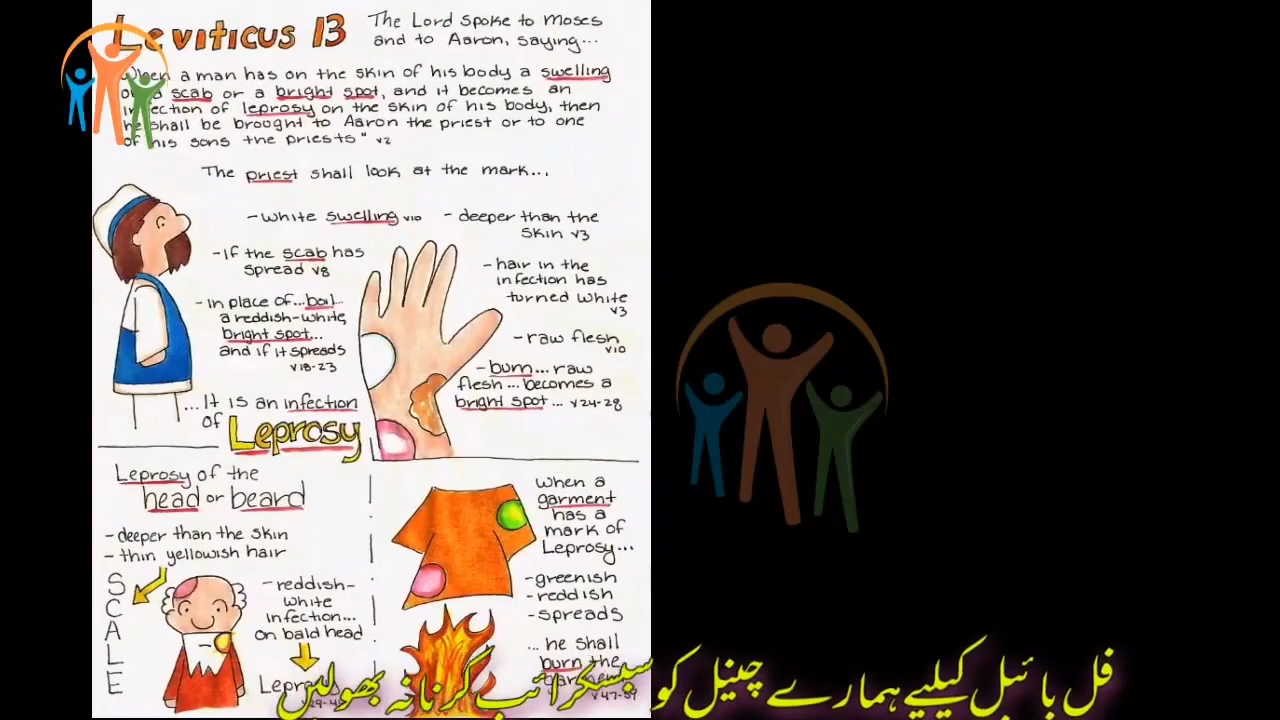 Leviticus 13
The Lord spoke to Moses
and to Aaron, saying...
When a man has on the skin of his body a swelling
or a scab or a bright spot, and it becomes an
infection of leprosy on the skin of his body, then
he shall be brought to Aaron the priest or to one
of his sons the priests" v2
The priest shall look at the mark...
- white swelling v10
- deeper than the
skin v3
- if the scab has
spread v8
- hair in the
infection has
turned white
v3
- in place of...boil...
a reddish-white,
bright spot...
and if it spreads
v18-23
- raw flesh
v10
- burn... raw
flesh... becomes a
bright spot... v24-28
...It is an infection
of Leprosy
Leprosy of the
head or beard
- deeper than the skin
- thin yellowish hair
SCALE
- reddish-
white
infection...
on bald head
When a
garment
has a
mark of
Leprosy...
- greenish
- reddish
- spreads
... he shall
burn the
فل بائبل کیلیے ہمارے چینل کو سبسکرائب کرنا نہ بھولیں